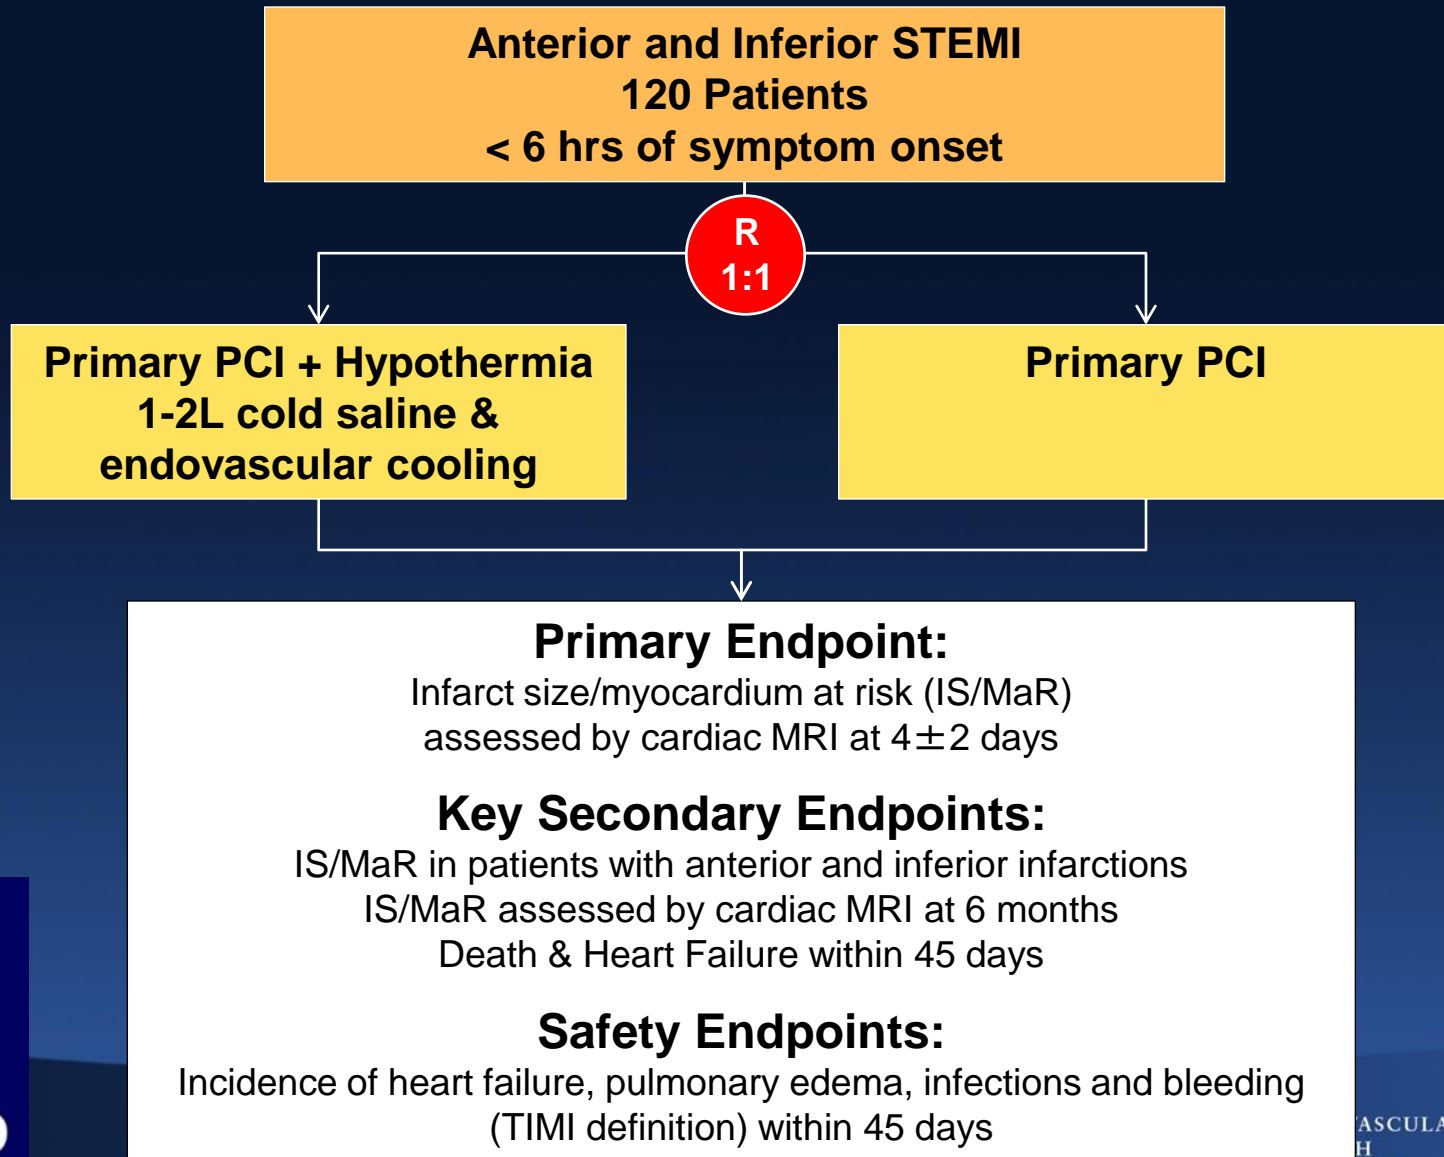 Anterior and Inferior STEMI
120 Patients
< 6 hrs of symptom onset
R
1:1
Primary PCI + Hypothermia
1-2L cold saline &
endovascular cooling
Primary PCI
Primary Endpoint:
Infarct size/myocardium at risk (IS/MaR)
assessed by cardiac MRI at 4±2 days
Key Secondary Endpoints:
IS/MaR in patients with anterior and inferior infarctions
IS/MaR assessed by cardiac MRI at 6 months
Death & Heart Failure within 45 days
Safety Endpoints:
Incidence of heart failure, pulmonary edema, infections and bleeding
(TIMI definition) within 45 days